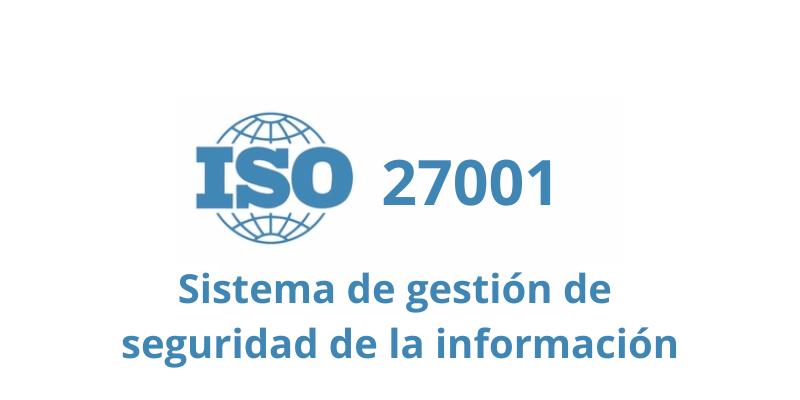 ISO 27001
Sistema de gestión de
seguridad de la información